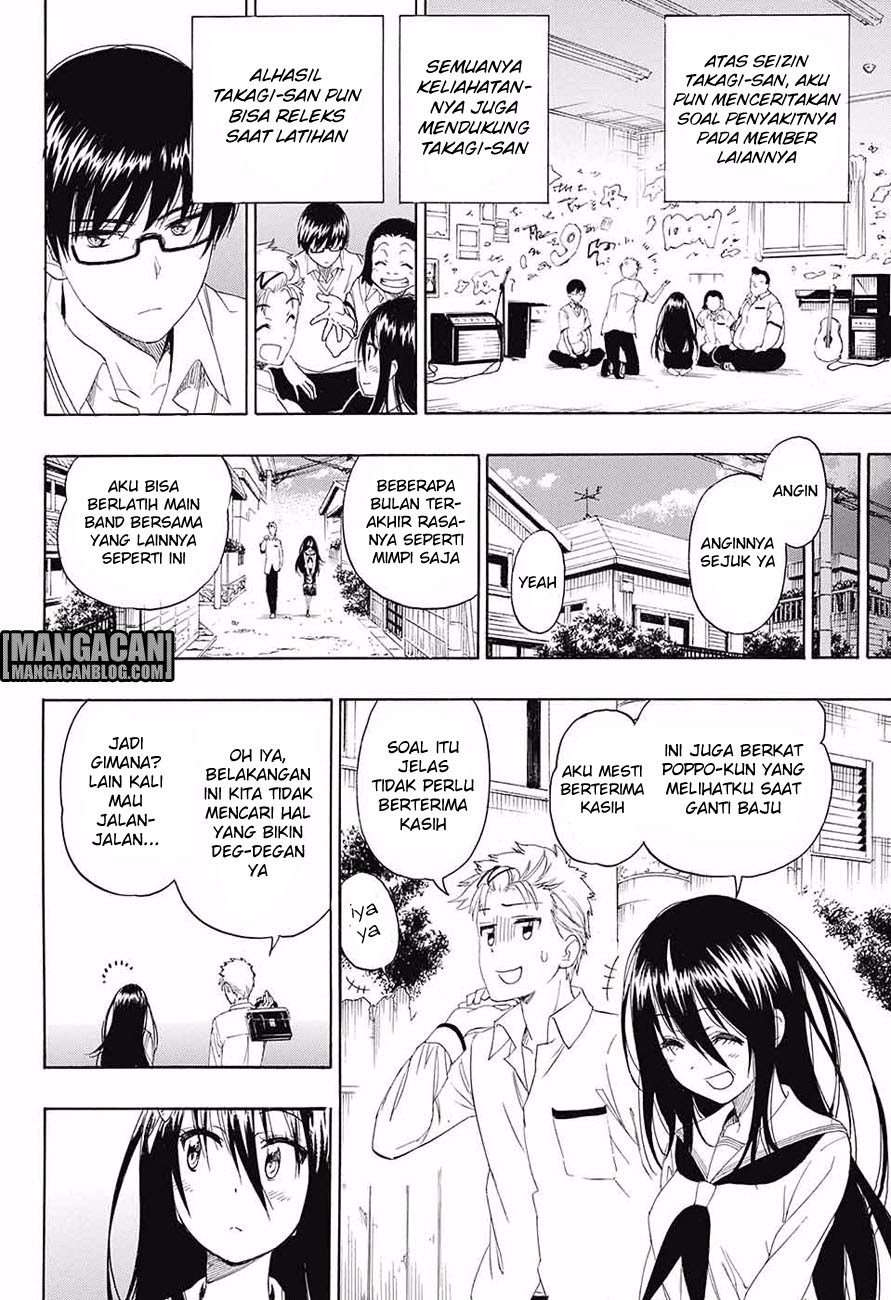 ATAS SEIZIN
TAKAGI-SAN, AKU
PUN MENCERITAKAN
SOAL PENYAKITNYA
PADA MEMBER
LAIANNYA
SEMUANYA
KELIAHATAN-
NYA JUGA
MENDUKUNG
TAKAGI-SAN
ALHASIL
TAKAGI-SAN PUN
BISA RELEKS
SAAT LATIHAN
ANGIN
ANGINNYA
SEJUK YA
YEAH
BEBERAPA
BULAN TER-
AKHIR RASA-
NYA SEPERTI
MIMPI SAJA
AKU BISA
BERLATIH MAIN
BAND BERSAMA
YANG LAINNYA
SEPERTI INI
MANGACAN
MANGACANBLOG.COM
INI JUGA BERKAT
POPPO-KUN YANG
MELIHATKU SAAT
GANTI BAJU
AKU MESTI
BERTERIMA
KASIH
SOAL ITU
JELAS
TIDAK PERLU
BERTERIMA
KASIH
iya
ya
OH IYA,
BELAKANGAN
INI KITA TIDAK
MENCARI HAL
YANG BIKIN
DEG-DEGAN
YA
JADI
GIMANA?
LAIN KALI
MAU
JALAN-
JALAN...